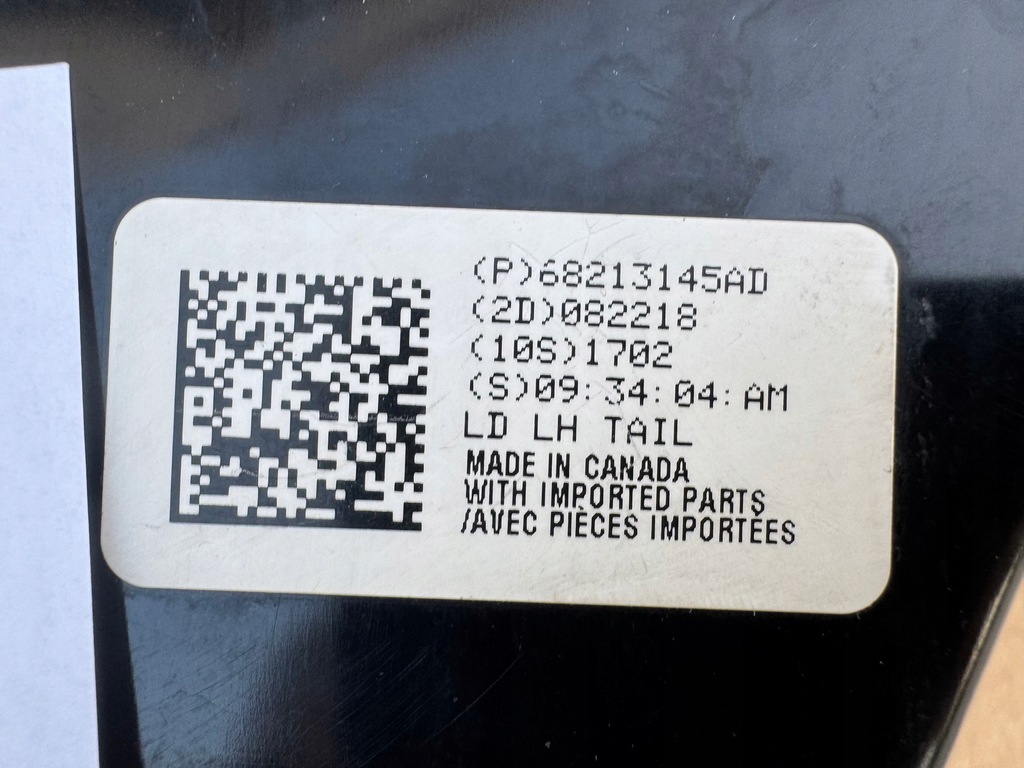 (P)68213145AD
(2D)082218
(10S)1702
(S)09:34:04:AM
LD LH TAIL
MADE IN CANADA
WITH IMPORTED PARTS
/AVEC PIÈCES IMPORTÉES